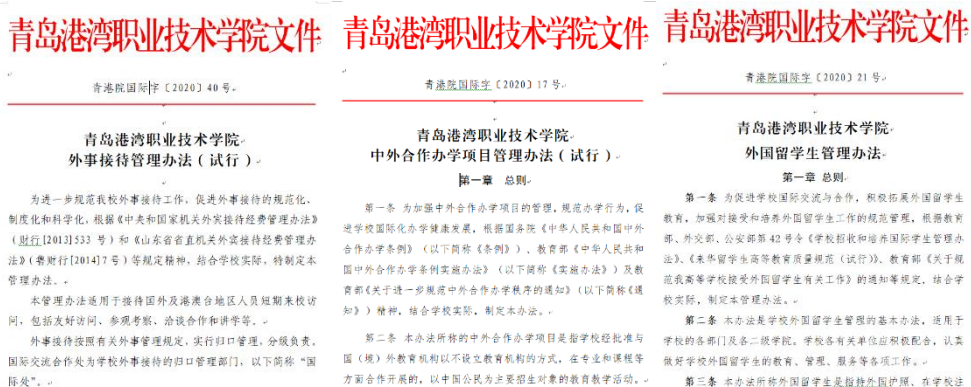 青岛港湾职业技术学院文件
青港院国际字〔2020〕40号
青岛港湾职业技术学院
外事接待管理办法（试行）
为进一步规范我校外事接待工作，促进外事接待的规范化、
制度化和科学化，根据《中央和国家机关外宾接待经费管理办法》
（财行[2013]533 号）和《山东省省直机关外宾接待经费管理办
法》（鲁财行[2014]7 号）等规定精神，结合学校实际，特制定本
管理办法。
本管理办法适用于接待国外及港澳台地区人员短期来校访
问，包括友好访问、参观考察、洽谈合作和讲学等。
外事接待按照有关外事管理规定，实行归口管理，分级负责。
国际交流合作处为学校外事接待的归口管理部门，以下简称“国
际处”。
青岛港湾职业技术学院文件
青港院国际字〔2020〕17号
青岛港湾职业技术学院
中外合作办学项目管理办法（试行）
第一章 总则
第一条 为加强中外合作办学项目的管理，规范办学行为，促
进学校国际化办学健康发展，根据国务院《中华人民共和国中外
合作办学条例》（以下简称《条例》）、教育部《中华人民共和
国中外合作办学条例实施办法》（以下简称《实施办法》）及教
育部《关于进一步规范中外合作办学秩序的通知》（以下简称《通
知》）精神，结合学校实际，制定本办法。
第二条 本办法所称的中外合作办学项目是指学校经批准与
国（境）外教育机构以不设立教育机构的方式，在专业和课程等
方面合作开展的，以中国公民为主要招生对象的教育教学活动。
青岛港湾职业技术学院文件
青港院国际字〔2020〕21号
青岛港湾职业技术学院
外国留学生管理办法
第一章 总则
第一条 为促进学校国际交流与合作，积极拓展外国留学生
教育，加强对接受和培养外国留学生工作的规范管理，根据教育
部、外交部、公安部第 42 号令《学校招收和培养国际学生管理办
法》、《来华留学生高等教育质量规范（试行）》、教育部《关于规
范我高等学校接受外国留学生有关工作》的通知等规定，结合学
校实际，制定本管理办法。
第二条 本办法是学校外国留学生管理的基本办法，适用于
学校的各部门及各二级学院。学校各有关单位应积极配合，认真
做好学校外国留学生的教育、管理、服务等各项工作。
第三条 本办法所称外国留学生是指持外国护照、在学校注